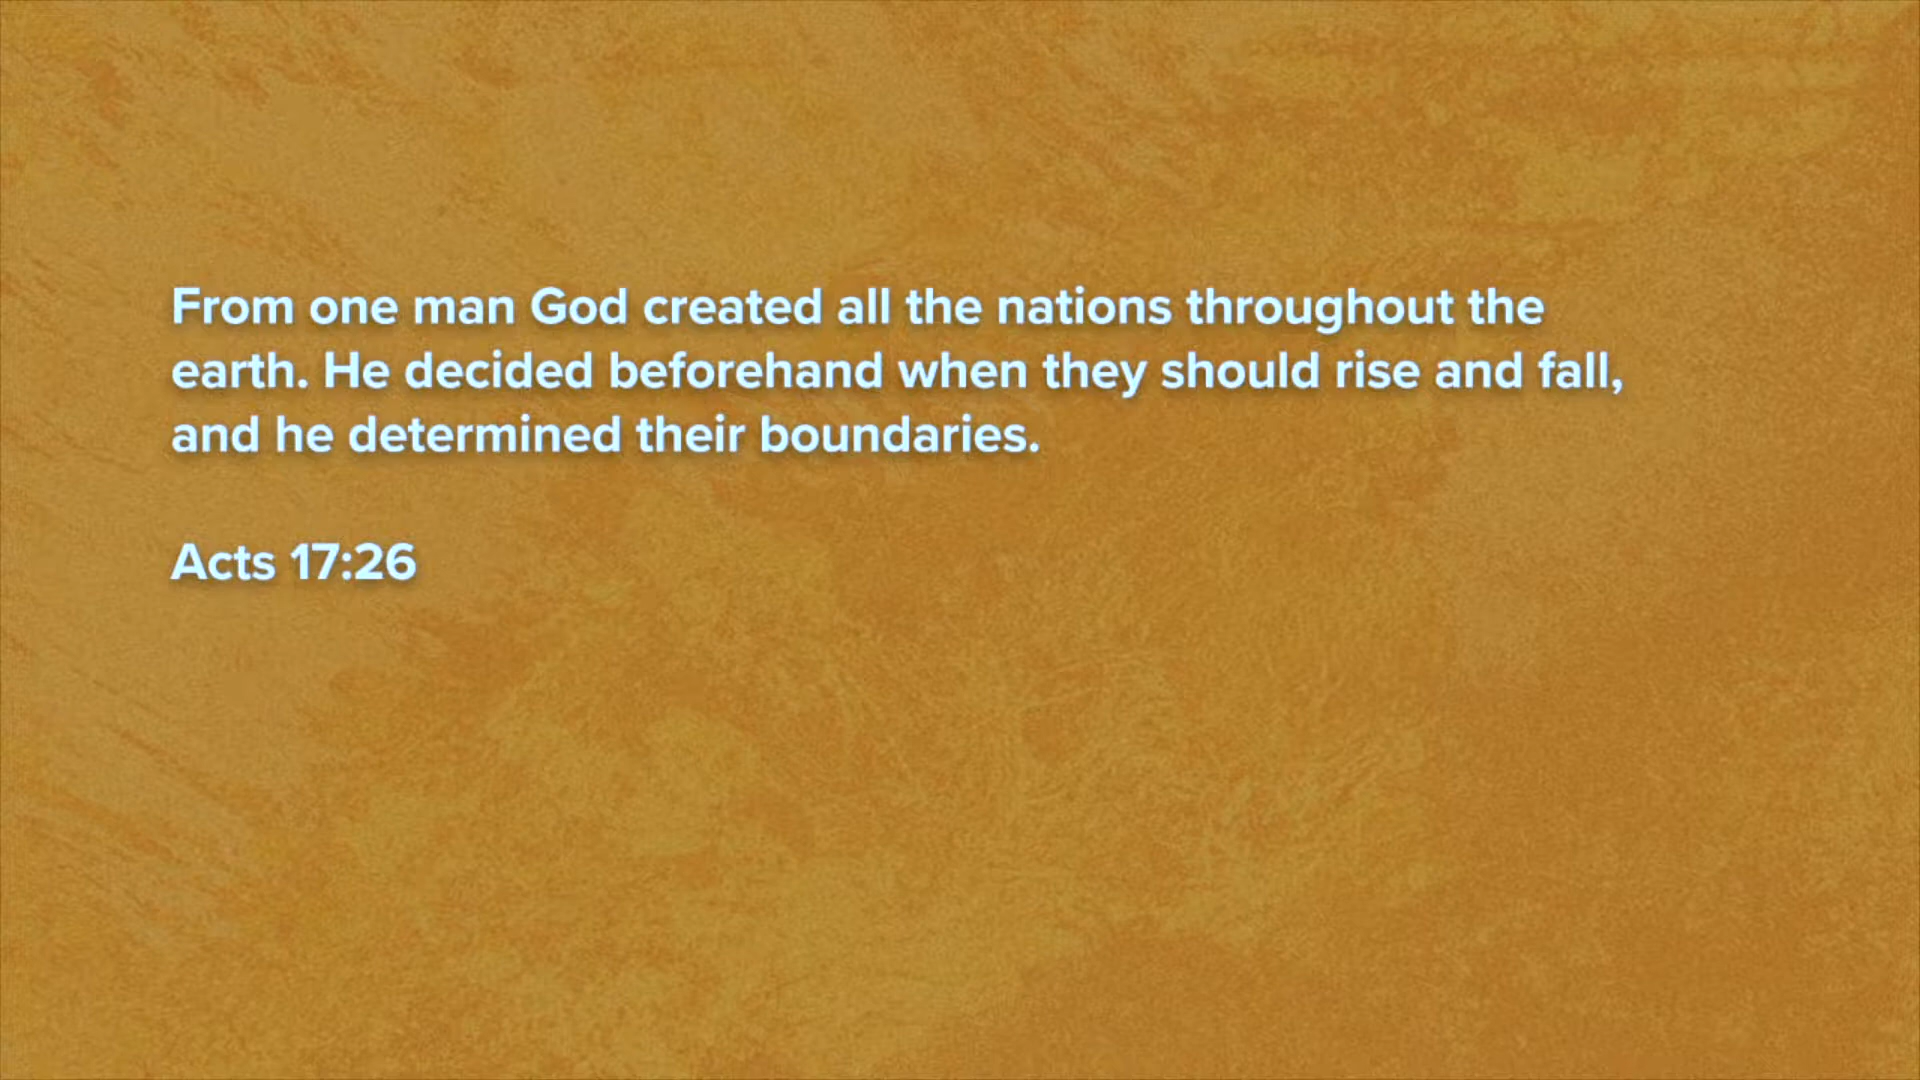 From one man God created all the nations throughout the
earth. He decided beforehand when they should rise and fall,
and he determined their boundaries.
Acts 17:26